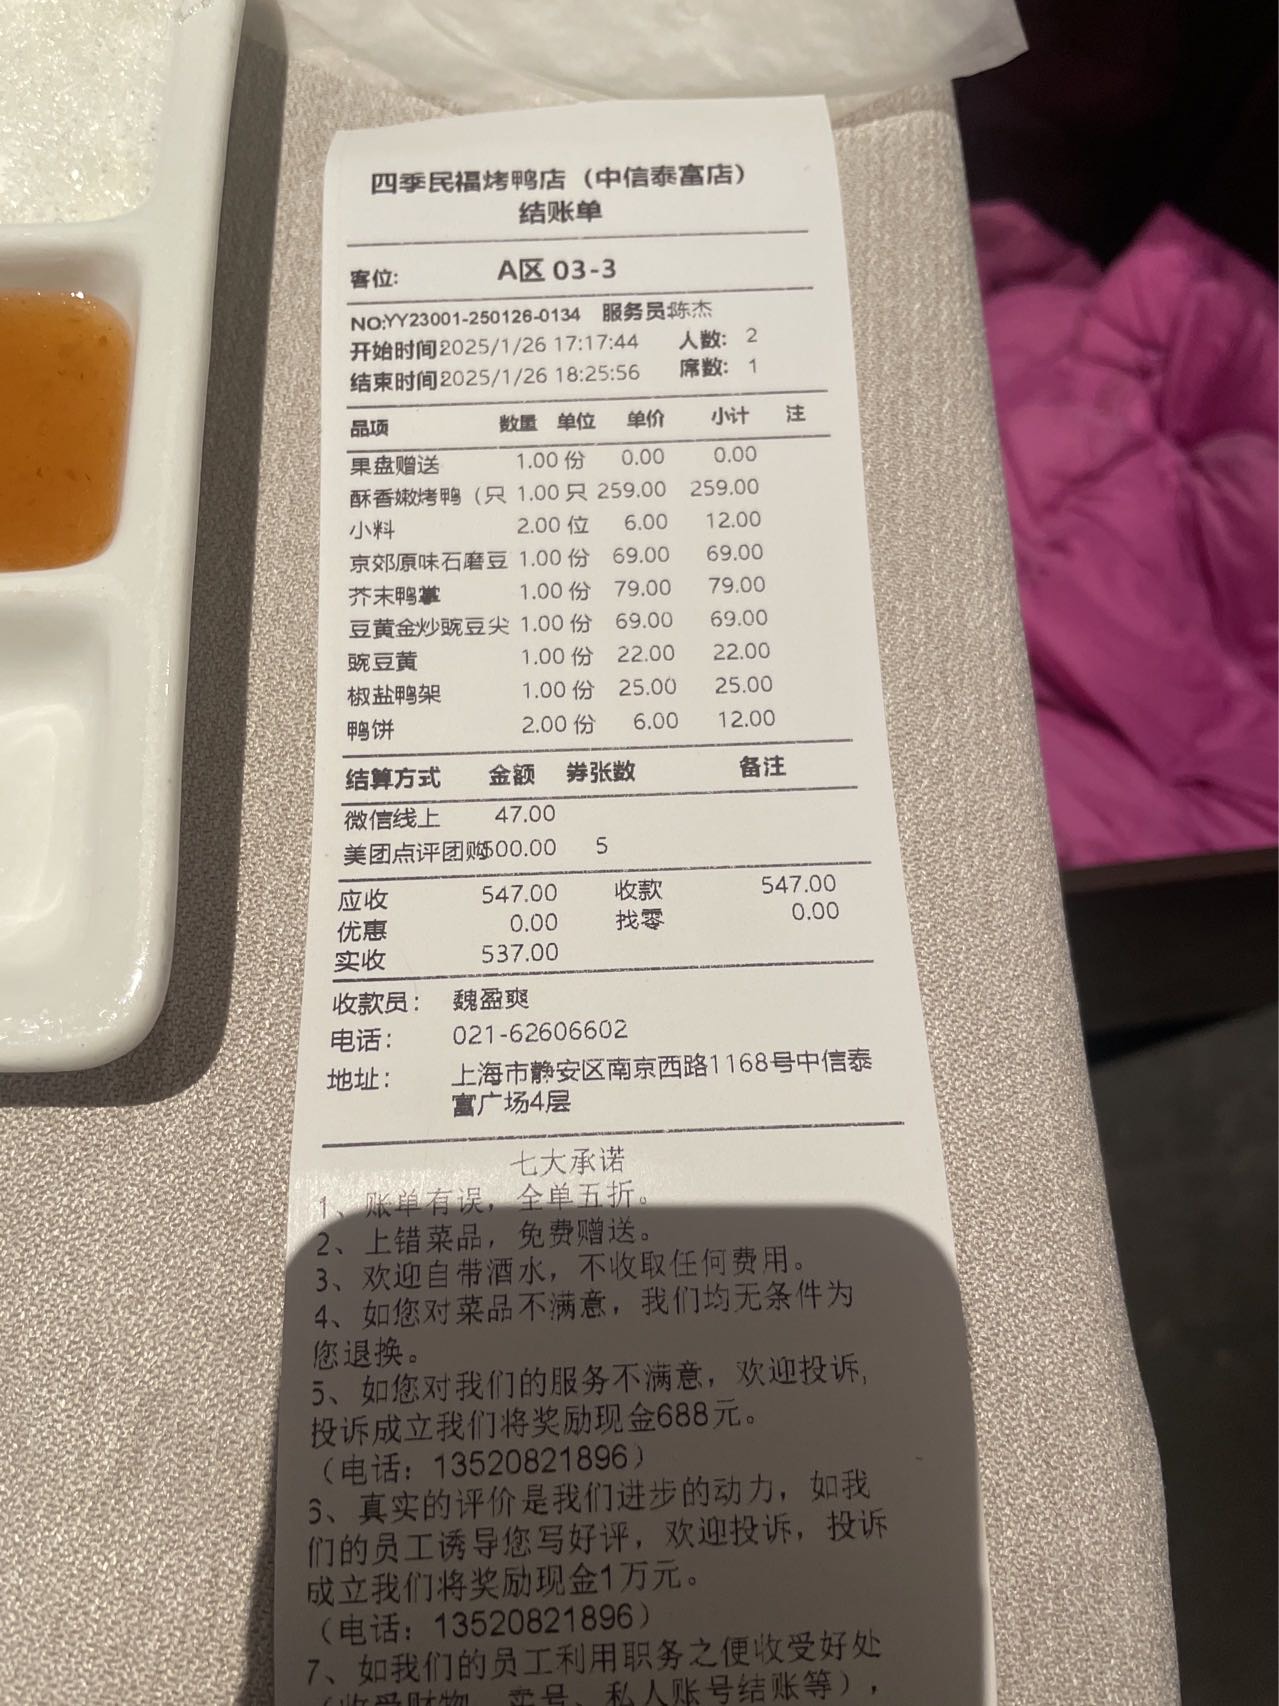 四季民福烤鸭店（中信泰富店）
结账单
客位: A区 03-3
NO:YY23001-250126-0134 服务员:陈杰
开始时间2025/1/26 17:17:44 人数: 2
结束时间2025/1/26 18:25:56 席数: 1
品项 数量 单位 单价 小计 注
果盘赠送 1.00 份 0.00 0.00
酥香嫩烤鸭（只 1.00 只 259.00 259.00
小料 2.00 位 6.00 12.00
京郊原味石磨豆 1.00 份 69.00 69.00
芥末鸭掌 1.00 份 79.00 79.00
豆黄金炒豌豆尖 1.00 份 69.00 69.00
豌豆黄 1.00 份 22.00 22.00
椒盐鸭架 1.00 份 25.00 25.00
鸭饼 2.00 份 6.00 12.00
结算方式 金额 券张数 备注
微信线上 47.00
美团点评团购500.00 5
应收 547.00 收款 547.00
优惠 0.00 找零 0.00
实收 537.00
收款员: 魏盈爽
电话: 021-62606602
地址: 上海市静安区南京西路1168号中信泰
富广场4层
七大承诺
1、账单有误，全单五折。
2、上错菜品，免费赠送。
3、欢迎自带酒水，不收取任何费用。
4、如您对菜品不满意，我们均无条件为
您退换。
5、如您对我们的服务不满意，欢迎投诉，
投诉成立我们将奖励现金688元。
（电话：13520821896）
6、真实的评价是我们进步的动力，如我
们的员工诱导您写好评，欢迎投诉，投诉
成立我们将奖励现金1万元。
（电话：13520821896）
7、如我们的员工利用职务之便收受好处
（收受财物、卖号、私人账号结账等），